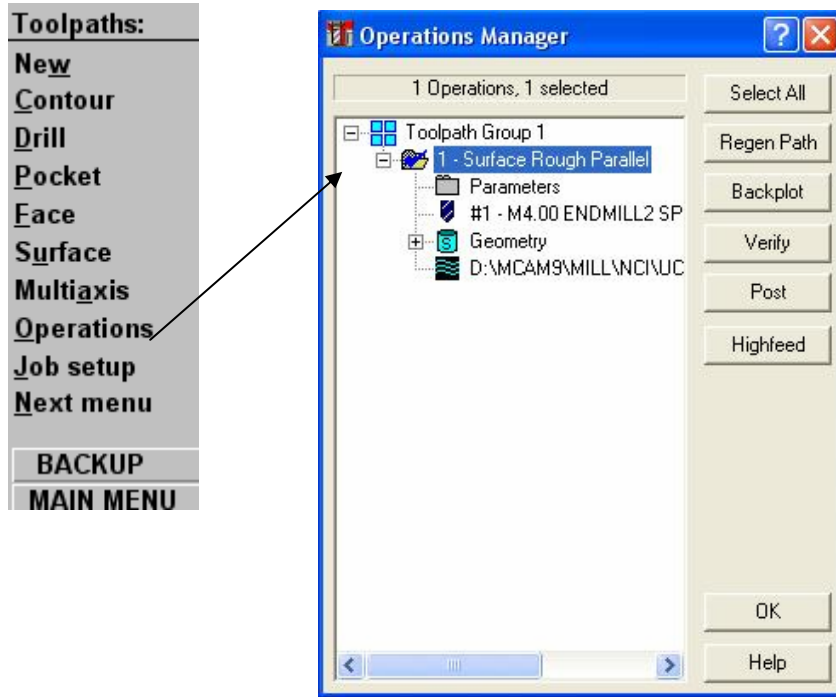 Toolpaths:
New
Contour
Drill
Pocket
Face
Surface
Multiaxis
Operations
Job setup
Next menu
BACKUP
MAIN MENU
Operations Manager
1 Operations, 1 selected
Toolpath Group 1
1 - Surface Rough Parallel
Parameters
#1 - M4.00 ENDMILL2 SP
S Geometry
D:\MCAM9\MILL\NCI\UC
Select All
Regen Path
Backplot
Verify
Post
Highfeed
OK
Help